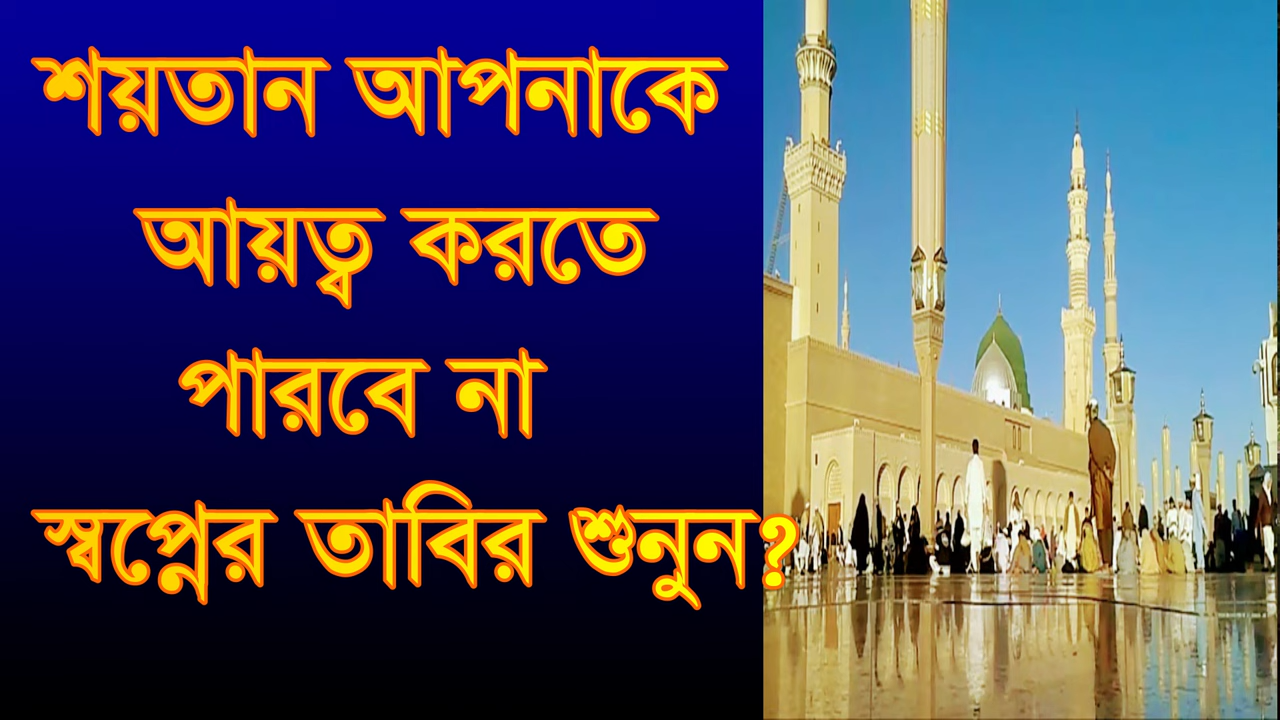 শয়তান আপনাকে
আয়ত্ব করতে
পারবে না
স্বপ্নের তাবির শুনুন?